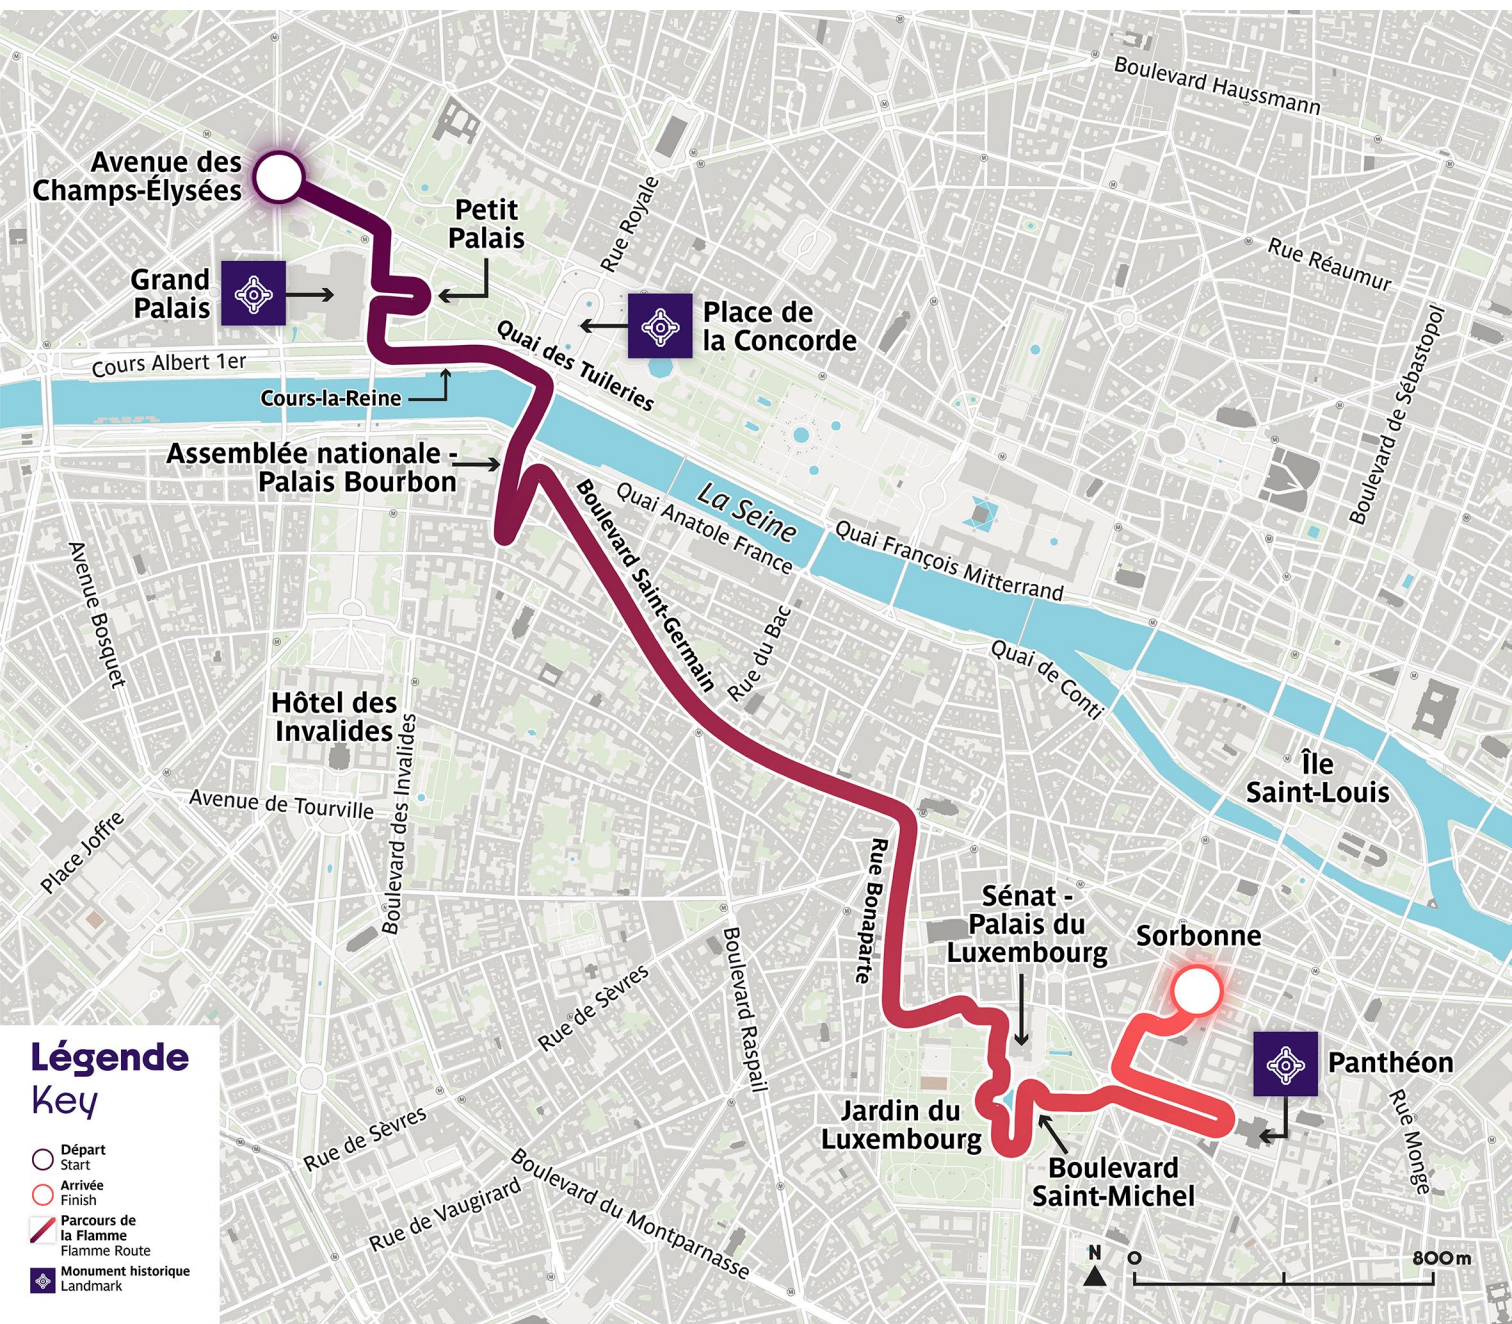 Boulevard Haussmann
Avenue des
Champs-Élysées
Petit
Palais
Rue Royale
Rue Réaumur
Grand
Palais
Place de
la Concorde
Quai des Tuileries
Boulevard de Sébastopol
Cours Albert 1er
Cours-la-Reine
Assemblée nationale -
Palais Bourbon
La Seine
Quai Anatole France
Quai François Mitterrand
Boulevard Saint-Germain
Avenue Bosquet
Rue du Bac
Quai de Conti
Hôtel des
Invalides
Île
Saint-Louis
Avenue de Tourville
Boulevard des Invalides
Place Joffre
Rue Bonaparte
Sénat -
Palais du
Luxembourg
Sorbonne
Boulevard Raspail
Rue de Sèvres
Panthéon
Jardin du
Luxembourg
Rue Monge
Rue de Sèvres
Boulevard
Saint-Michel
Rue de Vaugirard
Boulevard du Montparnasse
Légende
Key
Départ
Start
Arrivée
Finish
Parcours de
la Flamme
Flamme Route
Monument historique
Landmark
N
0 800m